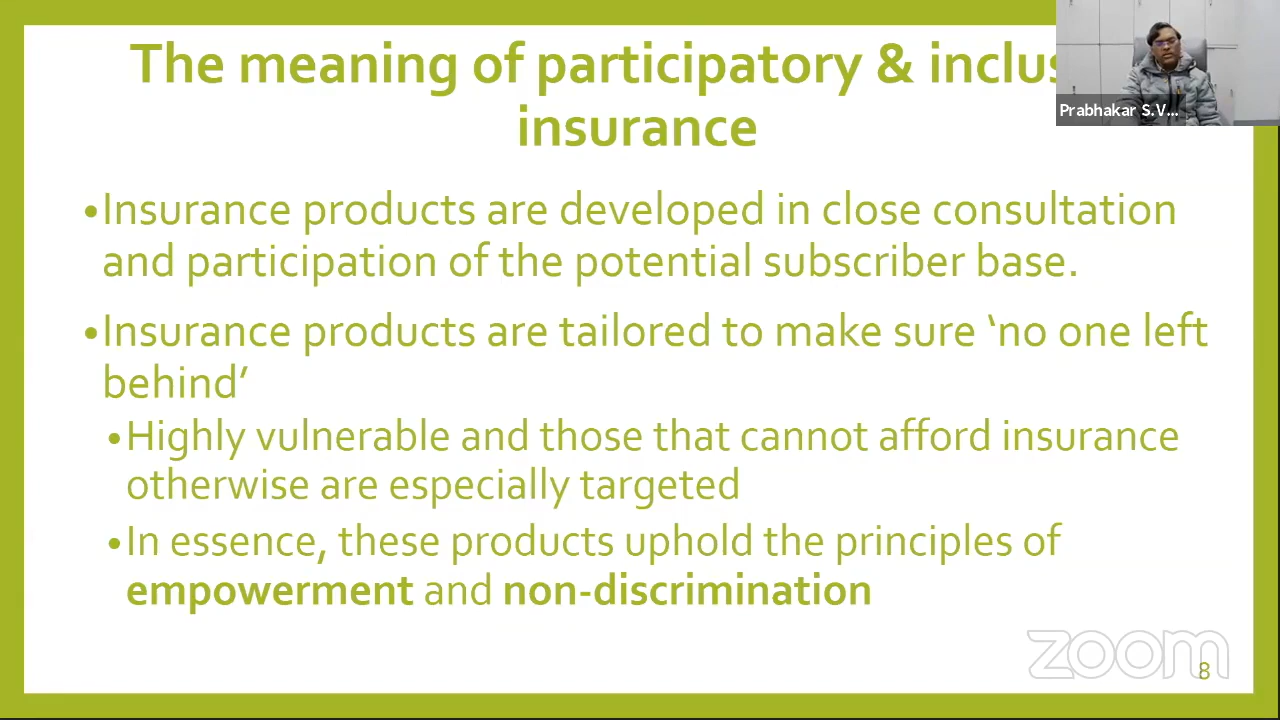 The meaning of participatory & inclus
insurance
Prabhakar S.V...
•Insurance products are developed in close consultation
and participation of the potential subscriber base.
•Insurance products are tailored to make sure ‘no one left
behind’
•Highly vulnerable and those that cannot afford insurance
otherwise are especially targeted
•In essence, these products uphold the principles of
empowerment and non-discrimination
zoom
8